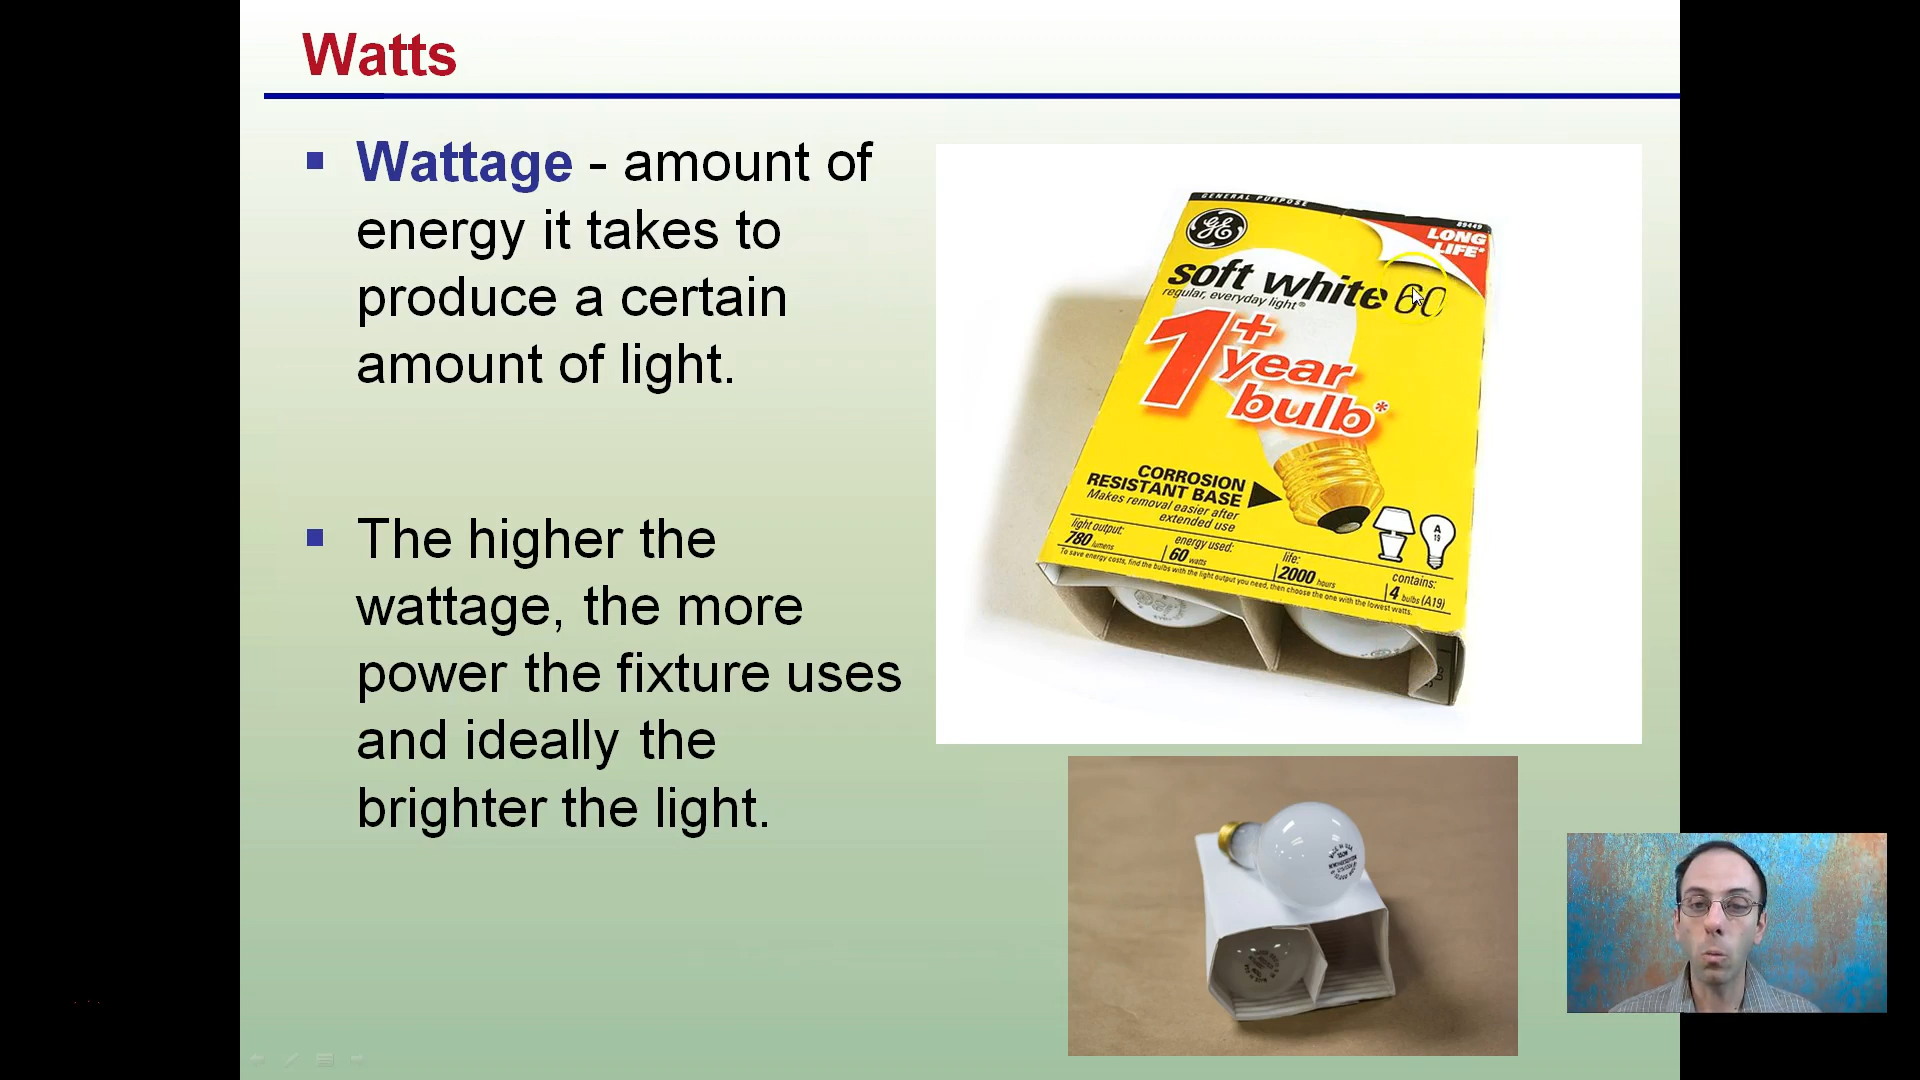 Watts
Wattage - amount of
energy it takes to
produce a certain
amount of light.
The higher the
wattage, the more
power the fixture uses
and ideally the
brighter the light.
GENERAL PURPOSE
GE
LONG
LIFE*
soft white 60
regular, everyday light®
1+
year
bulb*
CORROSION
RESISTANT BASE
Makes removal easier after
extended use
A
19
light output:
780 lumens
energy used:
60 watts
life:
2000 hours
contains:
4 bulbs (A19)
To save energy costs, find the bulbs with the light output you need, then choose the one with the lowest watts.